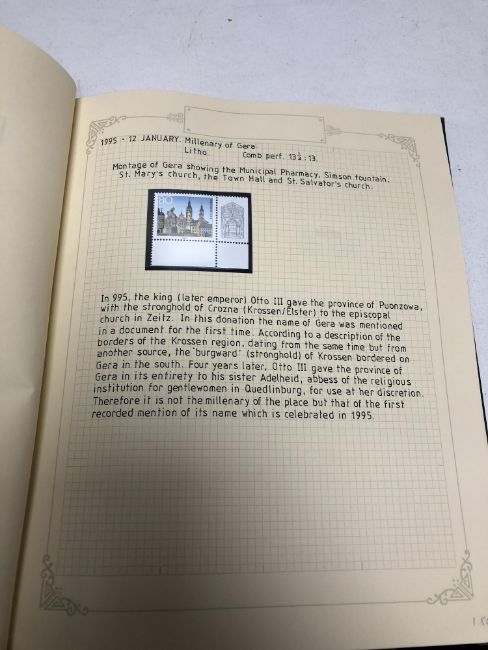 1995 - 12 JANUARY. Millenary of Gera
Litho. Comb perf. 13¾:13.
Montage of Gera showing the Municipal Pharmacy, Simson fountain,
St. Mary's church, the Town Hall and St. Salvator's church.
80
In 995, the king (later emperor) Otto III gave the province of Puonzowa,
with the stronghold of Crozna (Krossen/Elster) to the episcopal
church in Zeitz. In this donation the name of Gera was mentioned
in a document for the first time. According to a description of the
borders of the Krossen region, dating from the same time but from
another source, the 'burgward' (stronghold) of Krossen bordered on
Gera in the south. Four years later, Otto III gave the province of
Gera in its entirety to his sister Adelheid, abbess of the religious
institution for gentlewomen in Quedlinburg, for use at her discretion.
Therefore it is not the millenary of the place but that of the first
recorded mention of its name which is celebrated in 1995.